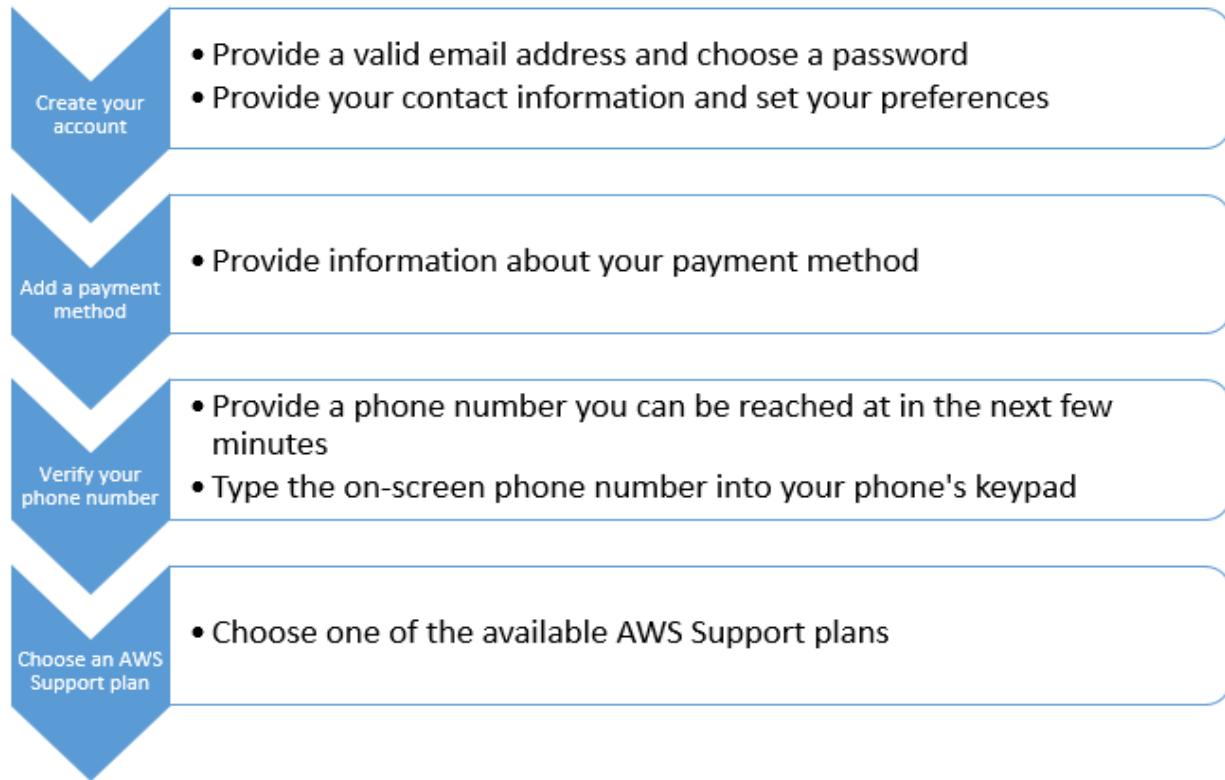 Create your
account
• Provide a valid email address and choose a password
• Provide your contact information and set your preferences
Add a payment
method
• Provide information about your payment method
Verify your
phone number
• Provide a phone number you can be reached at in the next few
minutes
• Type the on-screen phone number into your phone's keypad
Choose an AWS
Support plan
• Choose one of the available AWS Support plans